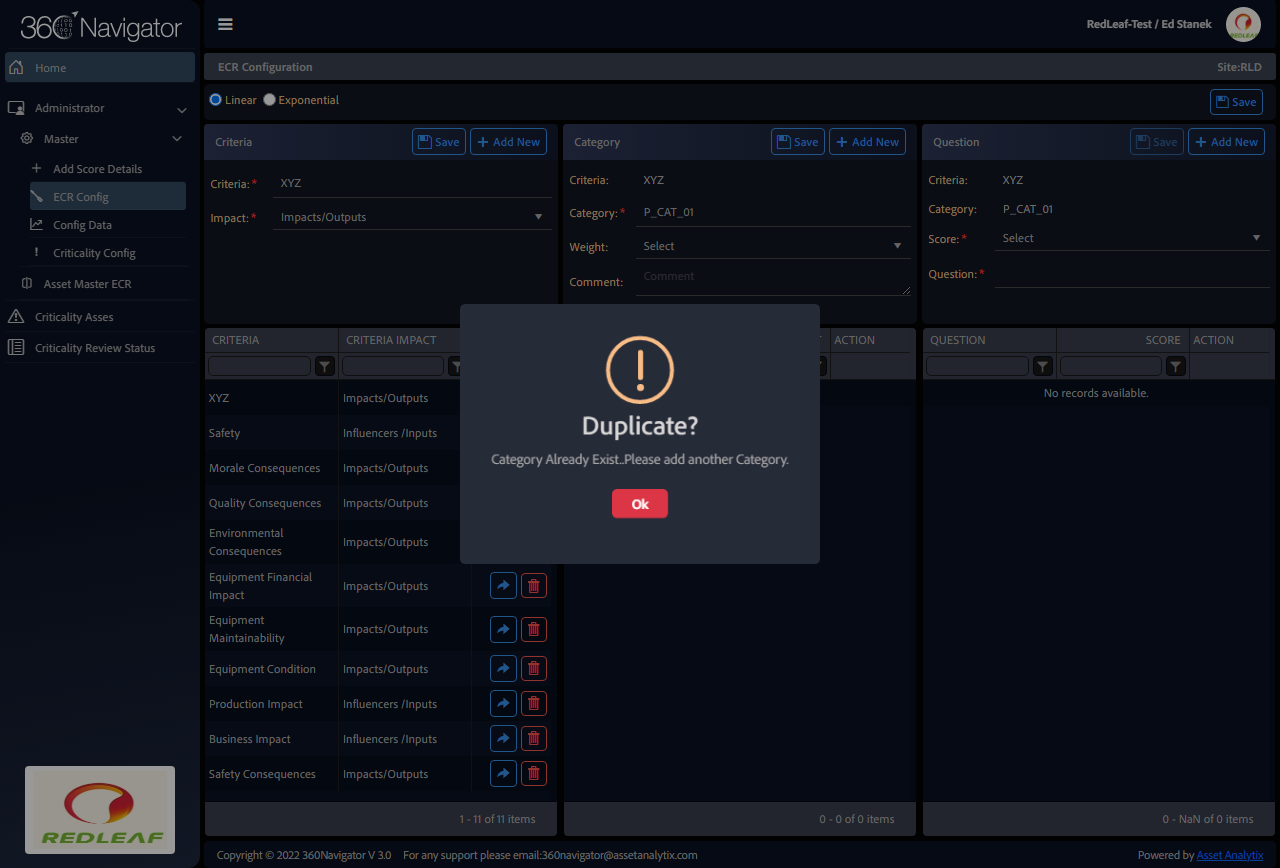 360 Navigator
RedLeaf-Test / Ed Stanek
REDLEAF
Home
ECR Configuration
Site:RLD
Linear
Exponential
Save
Administrator
Master
Add Score Details
ECR Config
Config Data
Criticality Config
Asset Master ECR
Criticality Asses
Criticality Review Status
Criteria
Save
Add New
Criteria:*
XYZ
Impact:*
Impacts/Outputs
Category
Save
Add New
Criteria:
XYZ
Category:*
P_CAT_01
Weight:
Select
Comment:
Comment
Question
Save
Add New
Criteria:
XYZ
Category:
P_CAT_01
Score:*
Select
Question:*
CRITERIA
CRITERIA IMPACT
XYZ
Impacts/Outputs
Safety
Influencers /Inputs
Morale Consequences
Impacts/Outputs
Quality Consequences
Impacts/Outputs
Environmental
Consequences
Impacts/Outputs
Equipment Financial
Impact
Impacts/Outputs
Equipment
Maintainability
Impacts/Outputs
Equipment Condition
Impacts/Outputs
Production Impact
Influencers /Inputs
Business Impact
Influencers /Inputs
Safety Consequences
Impacts/Outputs
1 - 11 of 11 items
ACTION
0 - 0 of 0 items
QUESTION
SCORE
ACTION
No records available.
0 - NaN of 0 items
Duplicate?
Category Already Exist..Please add another Category.
Ok
REDLEAF
Copyright © 2022 360Navigator V 3.0
For any support please email:360navigator@assetanalytix.com
Powered by Asset Analytix